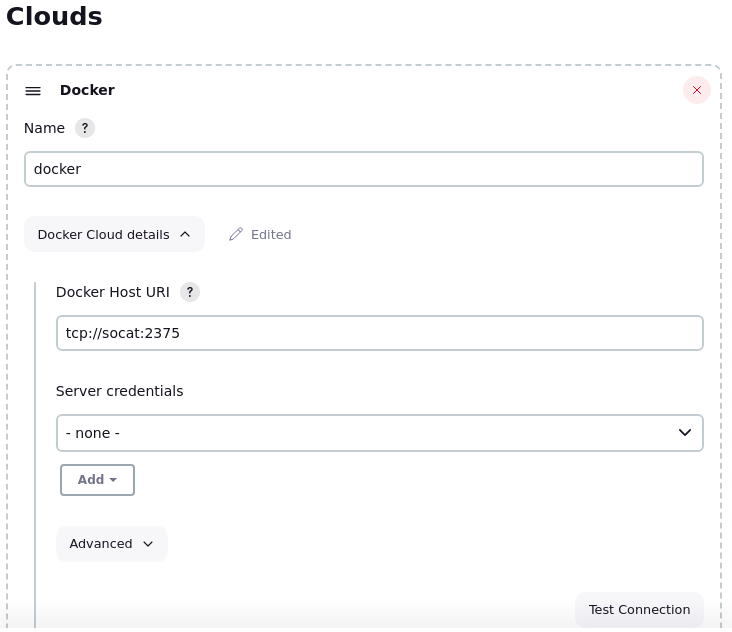 Clouds
Docker
Name ?
docker
Docker Cloud details Edited
Docker Host URI ?
tcp://socat:2375
Server credentials
- none -
Add
Advanced
Test Connection